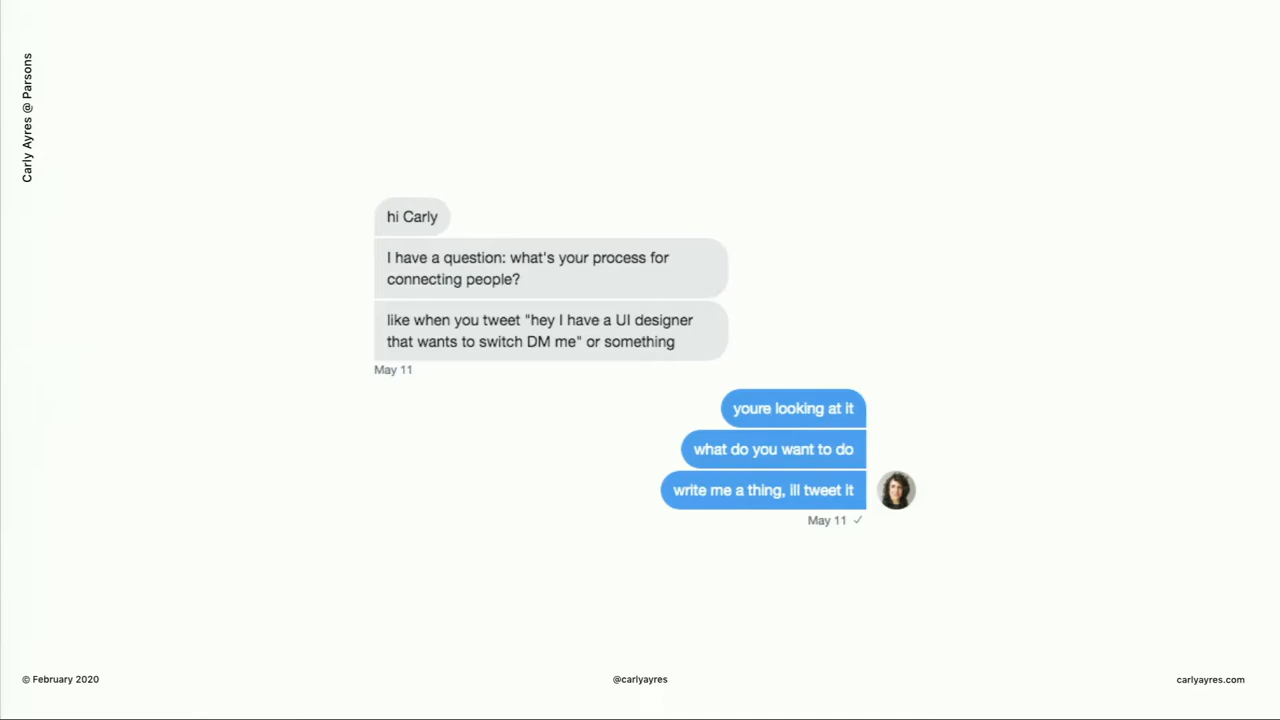 Carly Ayres @ Parsons
hi Carly
I have a question: what's your process for
connecting people?
like when you tweet "hey I have a UI designer
that wants to switch DM me" or something
May 11
youre looking at it
what do you want to do
write me a thing, ill tweet it
May 11 ✓
© February 2020
@carlyayres
carlyayres.com